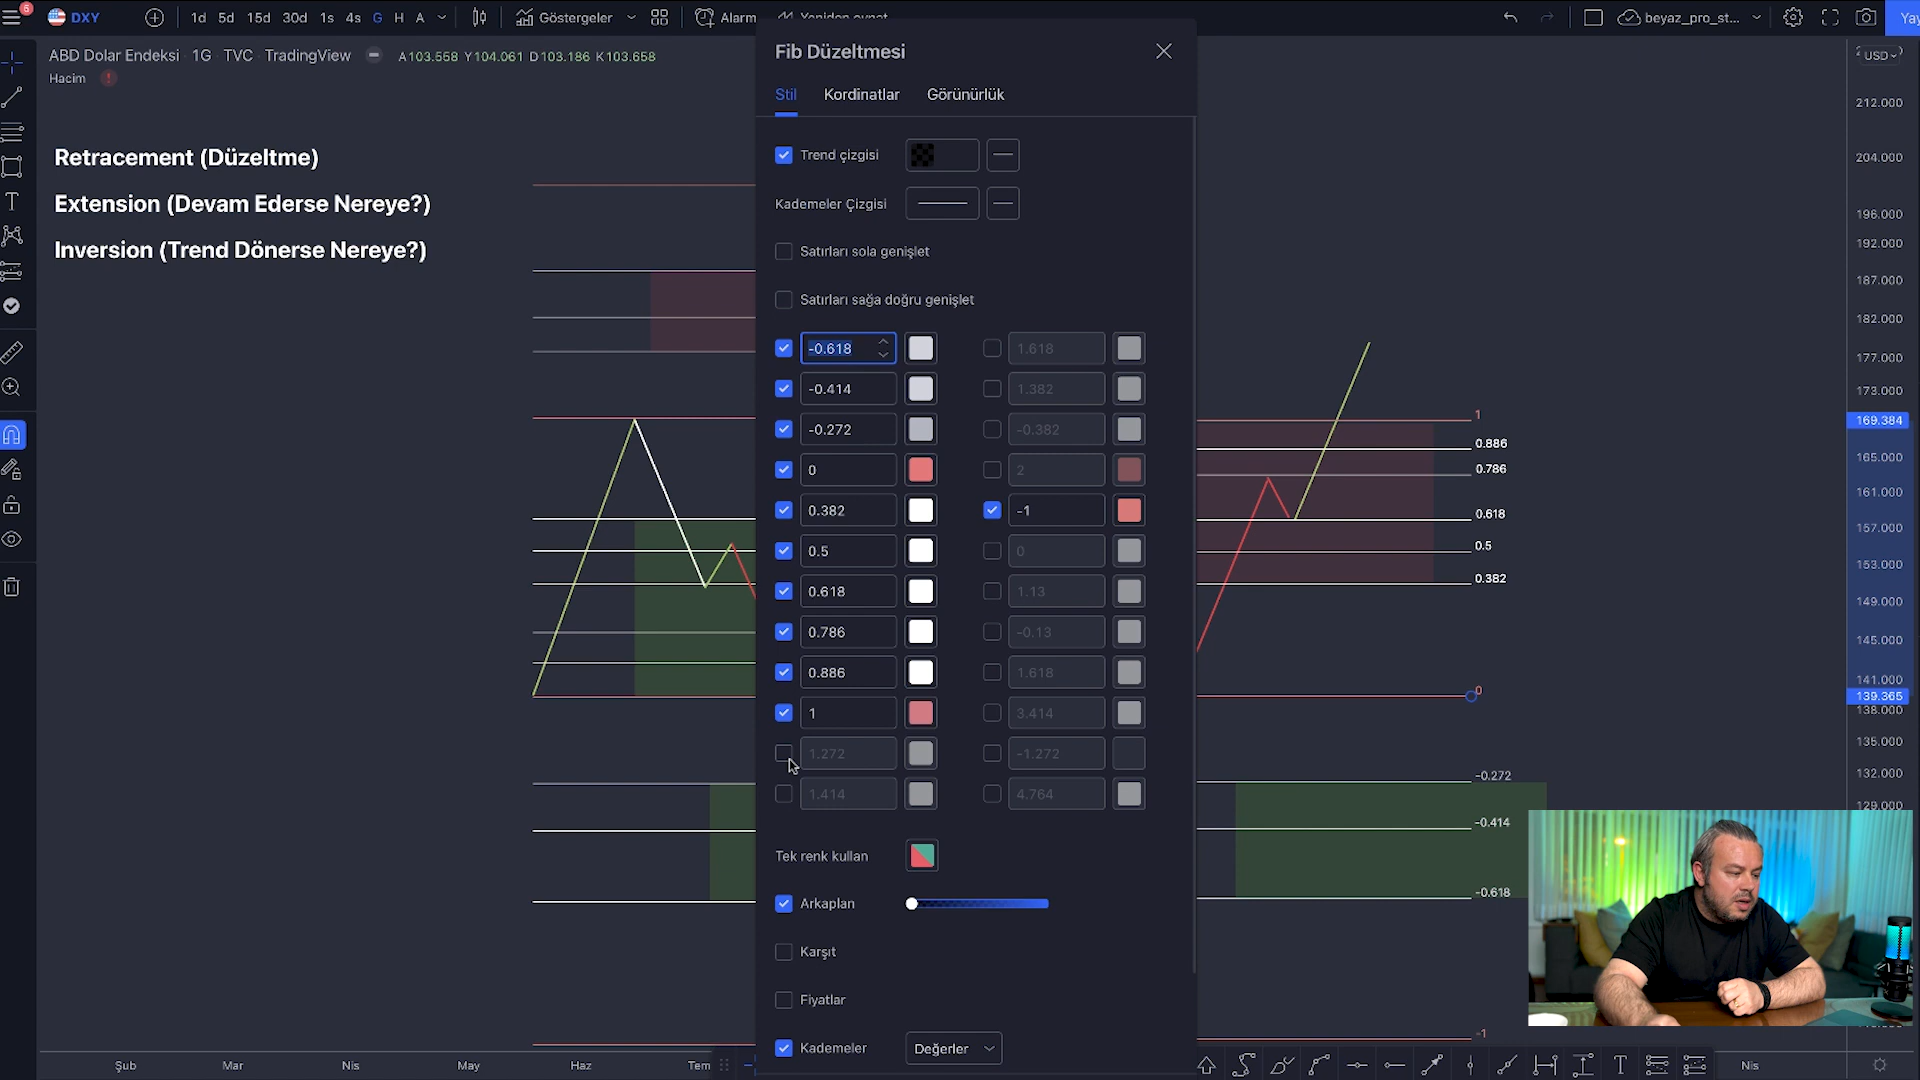 6
DXY
1d 5d 15d 30d 1s 4s G H A
Göstergeler
Alarm
Yeniden oynat
beyaz_pro_st...
ABD Dolar Endeksi 1G TVC TradingView
A103.558 Y104.061 D103.186 K103.658
Hacim
Retracement (Düzeltme)
Extension (Devam Ederse Nereye?)
Inversion (Trend Dönerse Nereye?)
Fib Düzeltmesi
Stil Kordinatlar Görünürlük
Trend çizgisi
Kademeler Çizgisi
Satırları sola genişlet
Satırları sağa doğru genişlet
-0.618 1.618
-0.414 1.382
-0.272 -0.382
0 2
0.382 -1
0.5 0
0.618 1.13
0.786 -0.13
0.886 1.618
1 3.414
1.272 -1.272
1.414 4.764
Tek renk kullan
Arkaplan
Karşıt
Fiyatlar
Kademeler Değerler
1
0.886
0.786
0.618
0.5
0.382
0
-0.272
-0.414
-0.618
-1
USD
212.000
204.000
196.000
192.000
187.000
182.000
177.000
173.000
169.384
165.000
161.000
157.000
153.000
149.000
145.000
141.000
139.365
138.000
135.000
132.000
129.000
Şub Mar Nis May Haz Tem Nis